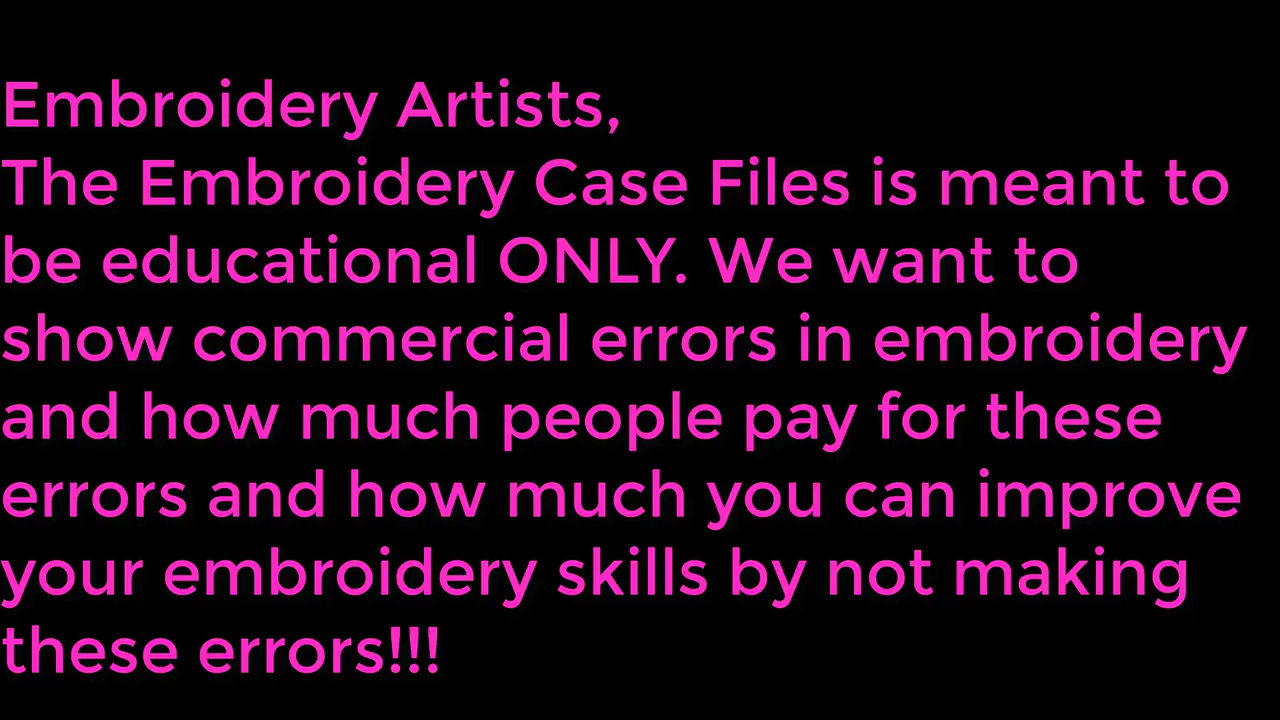 Embroidery Artists,
The Embroidery Case Files is meant to
be educational ONLY. We want to
show commercial errors in embroidery
and how much people pay for these
errors and how much you can improve
your embroidery skills by not making
these errors!!!